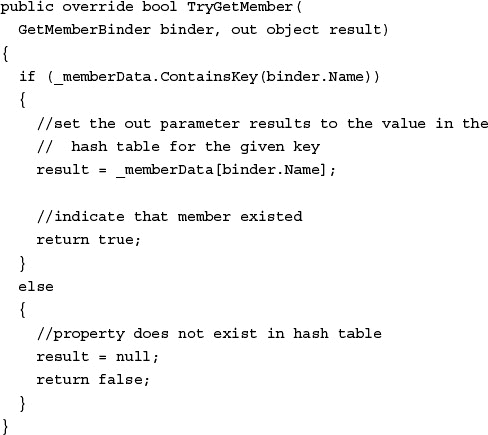 public override bool TryGetMember(
  GetMemberBinder binder, out object result)
{
  if (_memberData.ContainsKey(binder.Name))
  {
    //set the out parameter results to the value in the
    //  hash table for the given key
    result = _memberData[binder.Name];

    //indicate that member existed
    return true;
  }
  else
  {
    //property does not exist in hash table
    result = null;
    return false;
  }
}